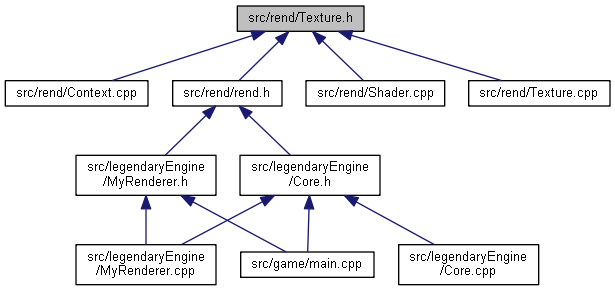 src/rend/Texture.h
src/rend/Context.cpp
src/rend/rend.h
src/rend/Shader.cpp
src/rend/Texture.cpp
src/legendaryEngine
/MyRenderer.h
src/legendaryEngine
/Core.h
src/legendaryEngine
/MyRenderer.cpp
src/game/main.cpp
src/legendaryEngine
/Core.cpp